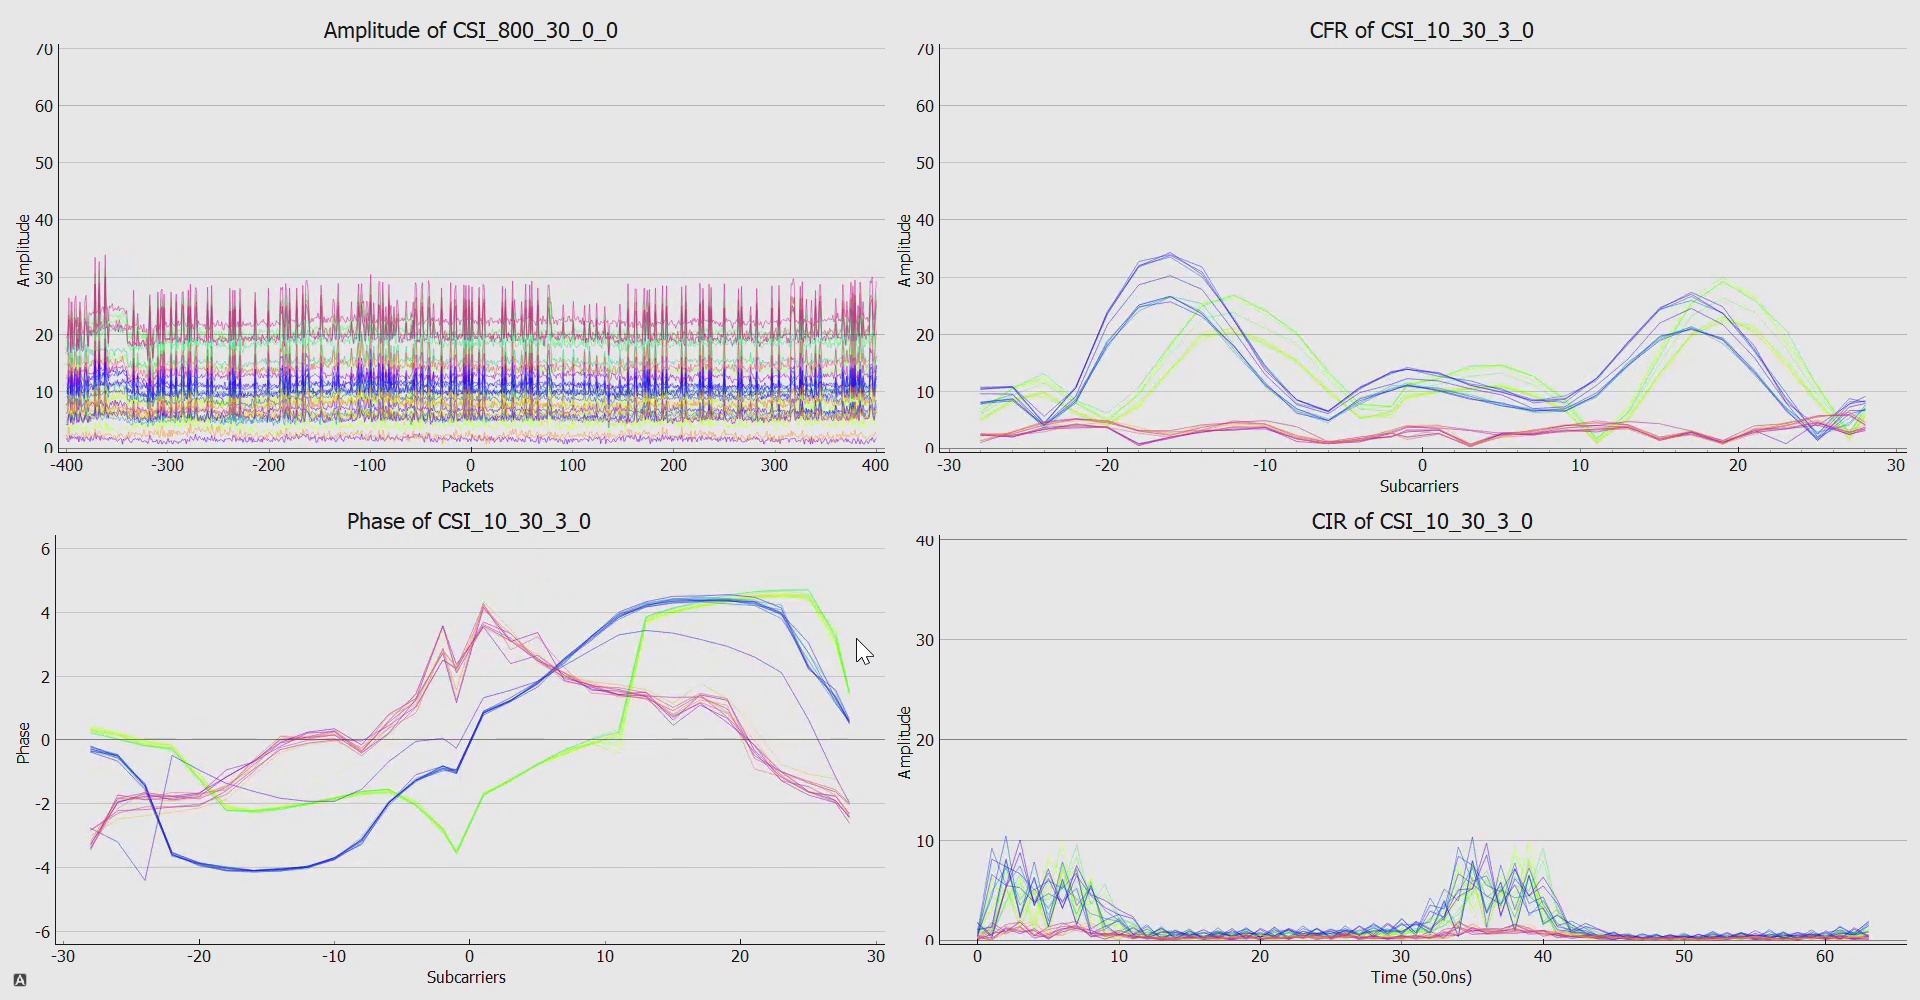 Amplitude of CSI_800_30_0_0
70
60
50
40
30
20
10
0
Amplitude
-400 -300 -200 -100 0 100 200 300 400
Packets
CFR of CSI_10_30_3_0
70
60
50
40
30
20
10
0
Amplitude
-30 -20 -10 0 10 20 30
Subcarriers
Phase of CSI_10_30_3_0
6
4
2
0
-2
-4
-6
Phase
-30 -20 -10 0 10 20 30
Subcarriers
A
CIR of CSI_10_30_3_0
40
30
20
10
0
Amplitude
0 10 20 30 40 50 60
Time (50.0ns)